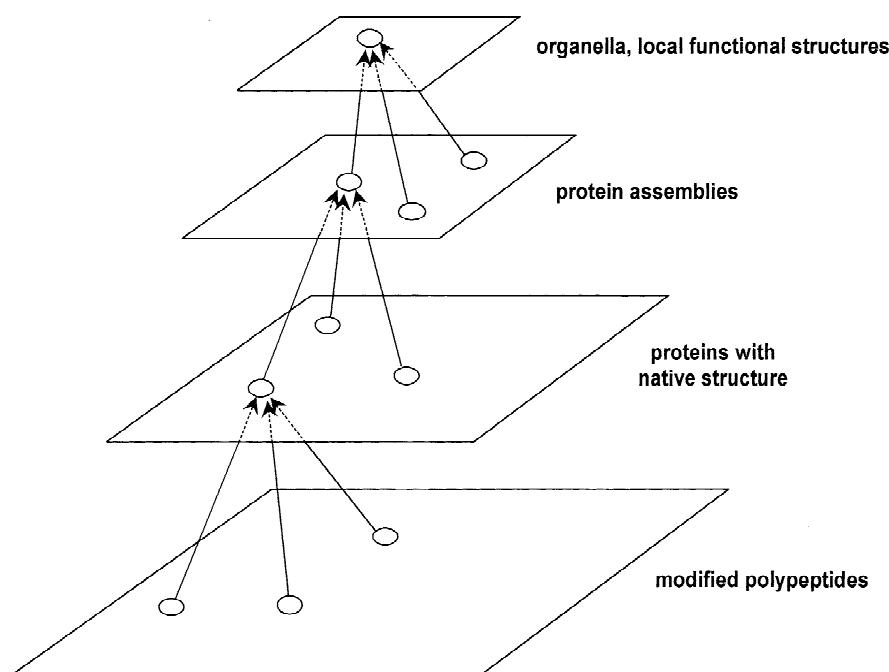 organella, local functional structures
protein assemblies
proteins with
native structure
modified polypeptides